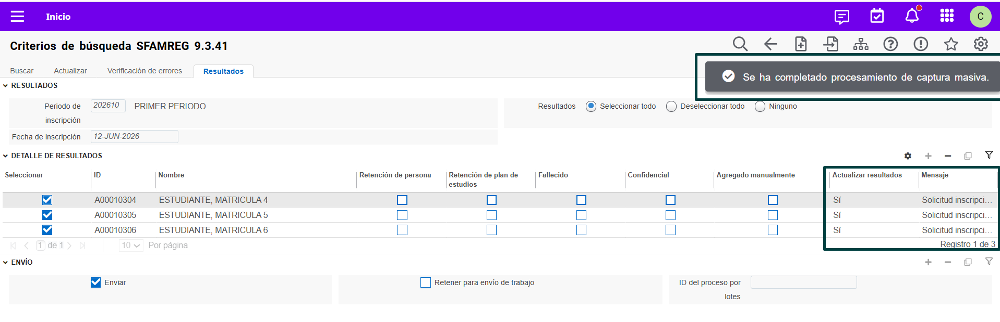 Inicio
C
Criterios de búsqueda SFAMREG 9.3.41
Buscar Actualizar Verificación de errores Resultados
Se ha completado procesamiento de captura masiva.
RESULTADOS
Periodo de inscripción 202610 PRIMER PERIODO
Resultados Seleccionar todo Deseleccionar todo Ninguno
Fecha de inscripción 12-JUN-2026
DETALLE DE RESULTADOS
Seleccionar ID Nombre Retención de persona Retención de plan de estudios Fallecido Confidencial Agregado manualmente Actualizar resultados Mensaje
A00010304 ESTUDIANTE, MATRICULA 4 Sí Solicitud inscripci...
A00010305 ESTUDIANTE, MATRICULA 5 Sí Solicitud inscripci...
A00010306 ESTUDIANTE, MATRICULA 6 Sí Solicitud inscripci...
1 de 1 10 Por página Registro 1 de 3
ENVÍO
Enviar Retener para envío de trabajo ID del proceso por lotes